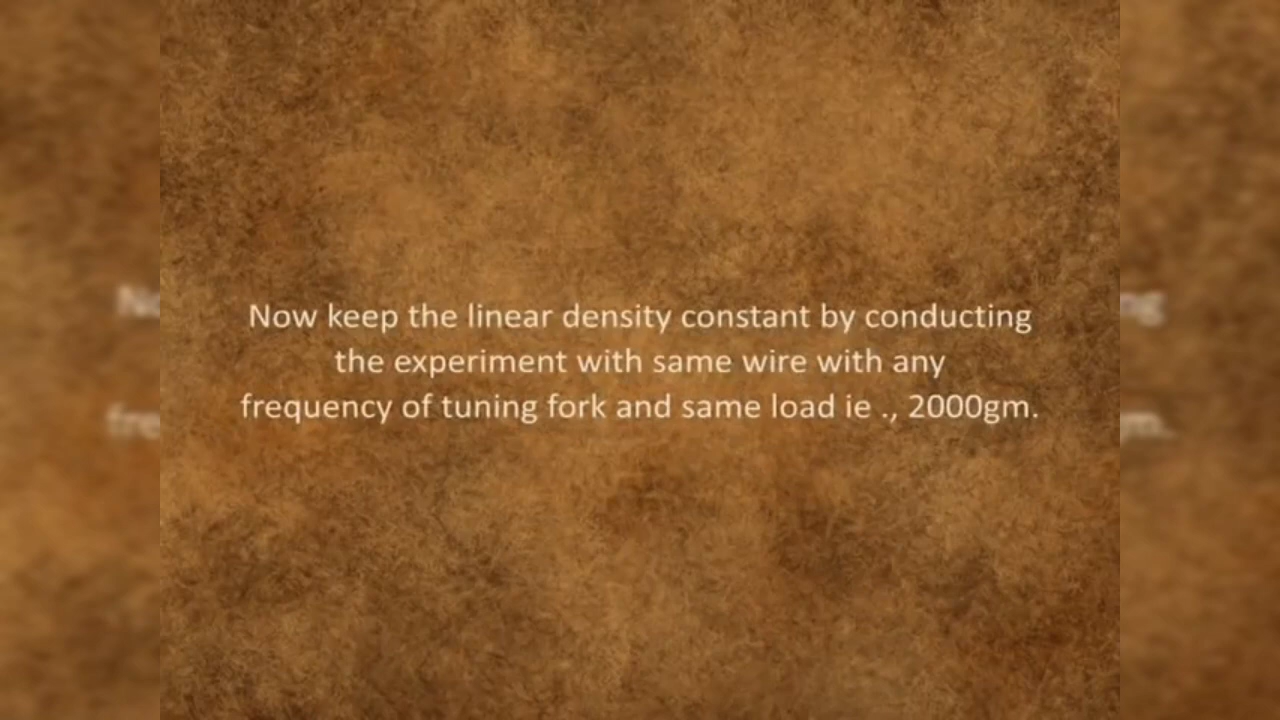 Now keep the linear density constant by conducting
the experiment with same wire with any
frequency of tuning fork and same load ie ., 2000gm.